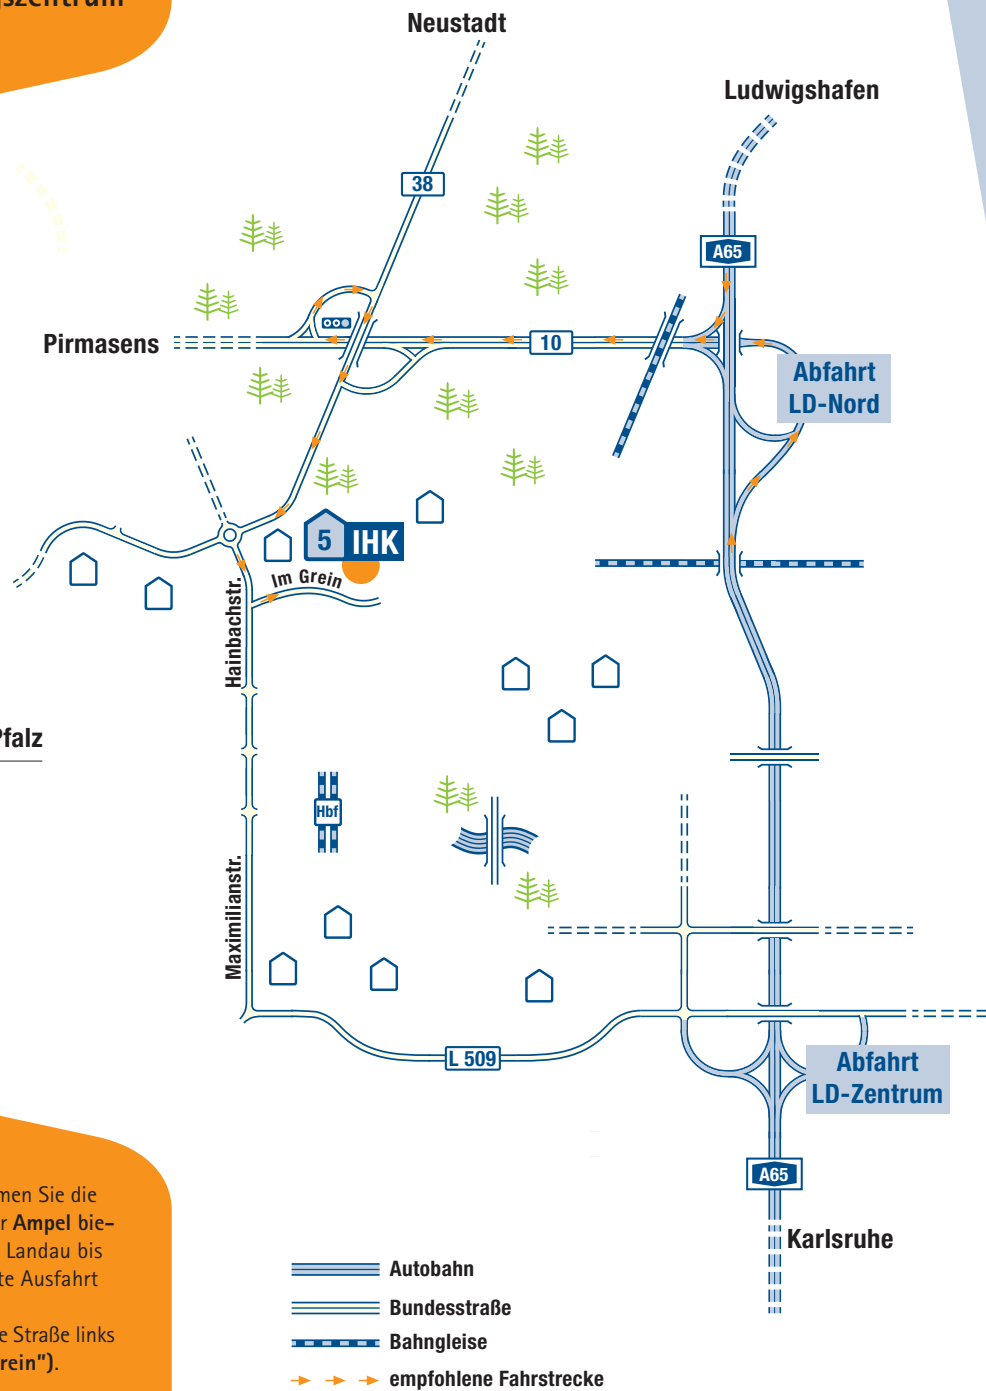 Neustadt
Ludwigshafen
38
A65
Pirmasens
10
Abfahrt
LD-Nord
5 IHK
Im Grein
Hainbachstr.
Pfalz
Hbf
Maximilianstr.
L 509
Abfahrt
LD-Zentrum
A65
Karlsruhe
men Sie die
r Ampel bie-
Landau bis
te Ausfahrt
e Straße links
rein").
Autobahn
Bundesstraße
Bahngleise
empfohlene Fahrstrecke